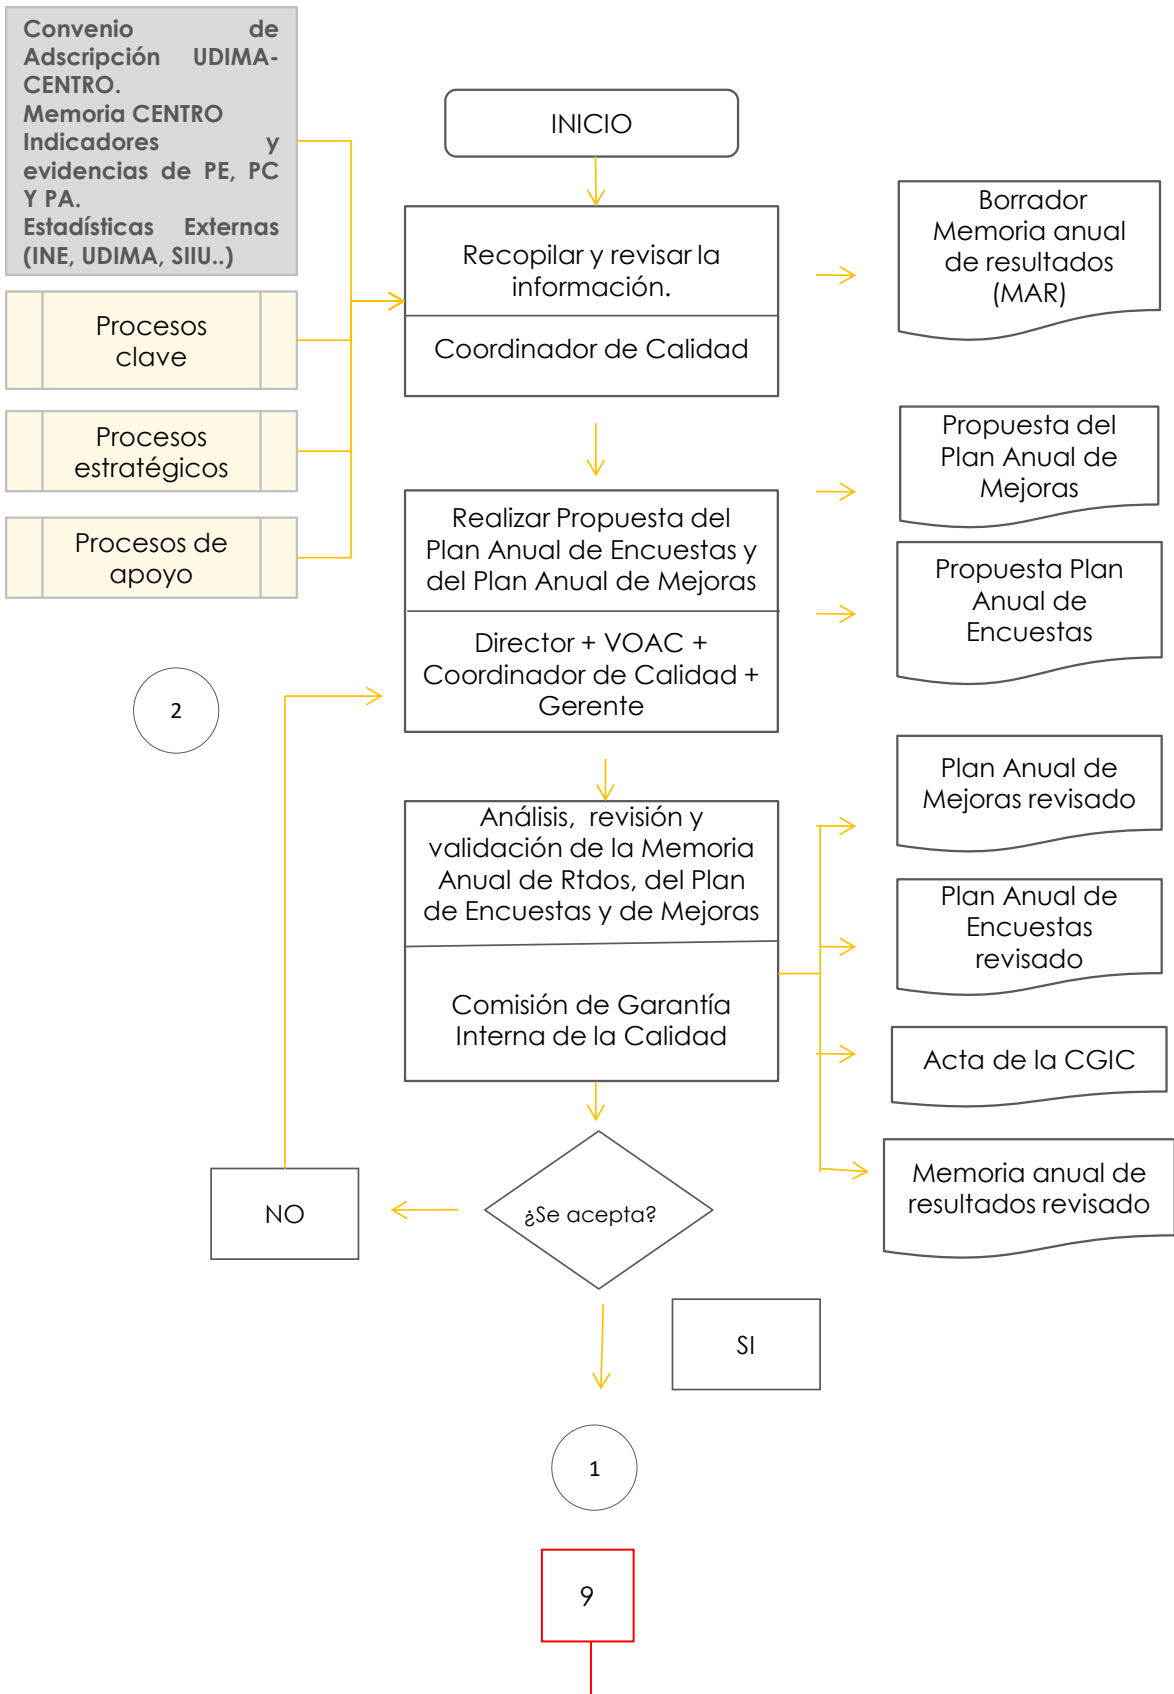 Convenio de
Adscripción UDIMA-
CENTRO.
Memoria CENTRO
Indicadores y
evidencias de PE, PC
Y PA.
Estadísticas Externas
(INE, UDIMA, SIIU..)
INICIO
Recopilar y revisar la
información.
Coordinador de Calidad
Borrador
Memoria anual
de resultados
(MAR)
Procesos
clave
Procesos
estratégicos
Procesos de
apoyo
Realizar Propuesta del
Plan Anual de Encuestas y
del Plan Anual de Mejoras
Director + VOAC +
Coordinador de Calidad +
Gerente
Propuesta del
Plan Anual de
Mejoras
Propuesta Plan
Anual de
Encuestas
2
Análisis, revisión y
validación de la Memoria
Anual de Rtdos, del Plan
de Encuestas y de Mejoras
Comisión de Garantía
Interna de la Calidad
Plan Anual de
Mejoras revisado
Plan Anual de
Encuestas
revisado
Acta de la CGIC
Memoria anual de
resultados revisado
¿Se acepta?
NO
SI
1
9